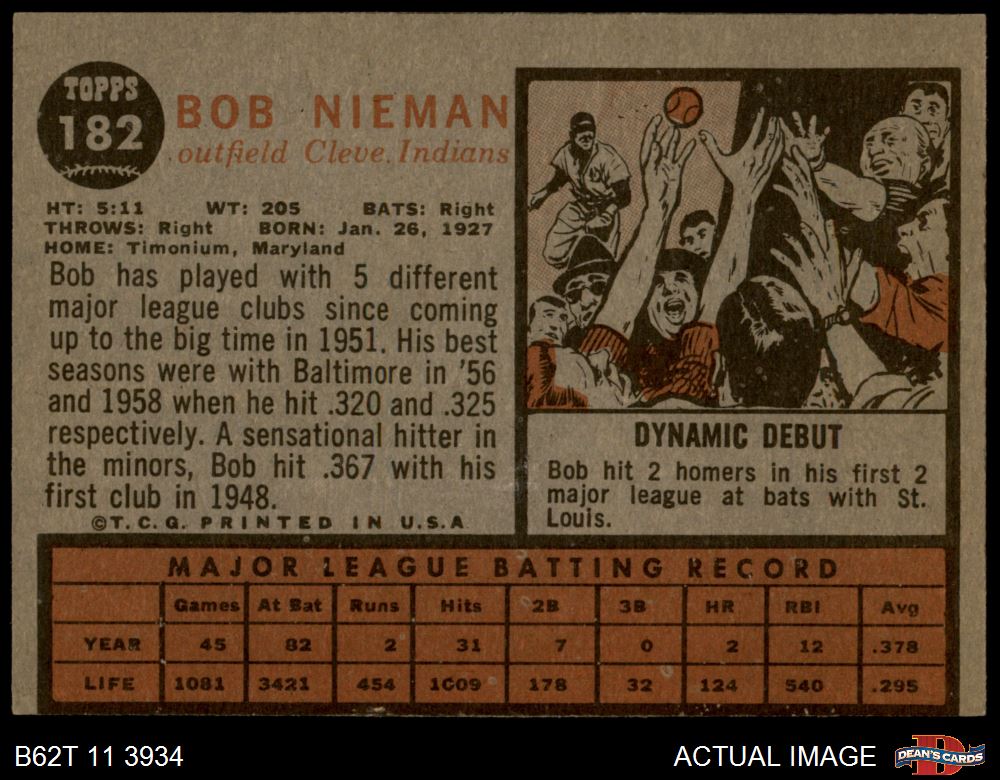 TOPPS
182
BOB NIEMAN
outfield Cleve. Indians
HT: 5:11 WT: 205 BATS: Right
THROWS: Right BORN: Jan. 26, 1927
HOME: Timonium, Maryland
Bob has played with 5 different
major league clubs since coming
up to the big time in 1951. His best
seasons were with Baltimore in '56
and 1958 when he hit .320 and .325
respectively. A sensational hitter in
the minors, Bob hit .367 with his
first club in 1948.
©T.C.G. PRINTED IN U.S.A
DYNAMIC DEBUT
Bob hit 2 homers in his first 2
major league at bats with St.
Louis.
MAJOR LEAGUE BATTING RECORD
Games At Bat Runs Hits 2B 3B HR RBI Avg
YEAR 45 82 2 31 7 0 2 12 .378
LIFE 1081 3421 454 1009 178 32 124 540 .295
B62T 11 3934
ACTUAL IMAGE
D
DEAN'S CARDS